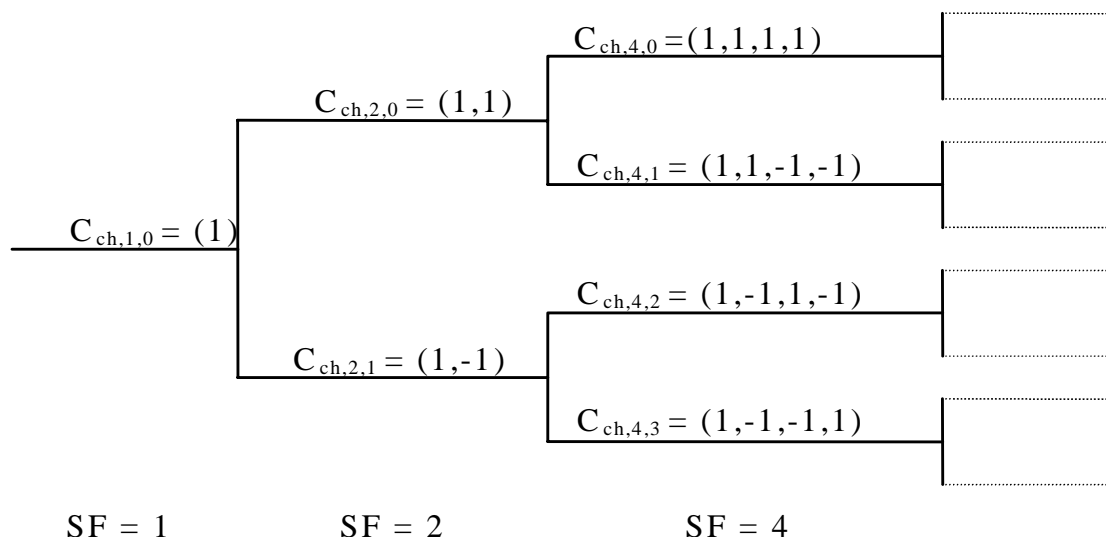 C ch,4,0 =(1,1,1,1)
C ch,2,0 = (1,1)
C ch,4,1 = (1,1,-1,-1)
C ch,1,0 = (1)
C ch,4,2 = (1,-1,1,-1)
C ch,2,1 = (1,-1)
C ch,4,3 = (1,-1,-1,1)
SF = 1 SF = 2 SF = 4